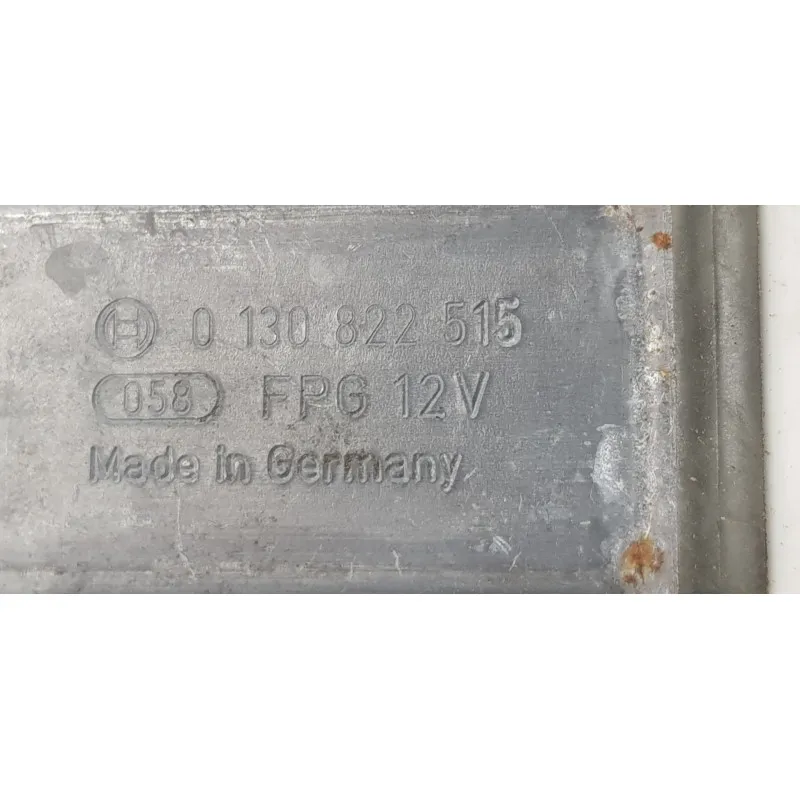 0 130 822 515
058 FPG 12V
Made in Germany